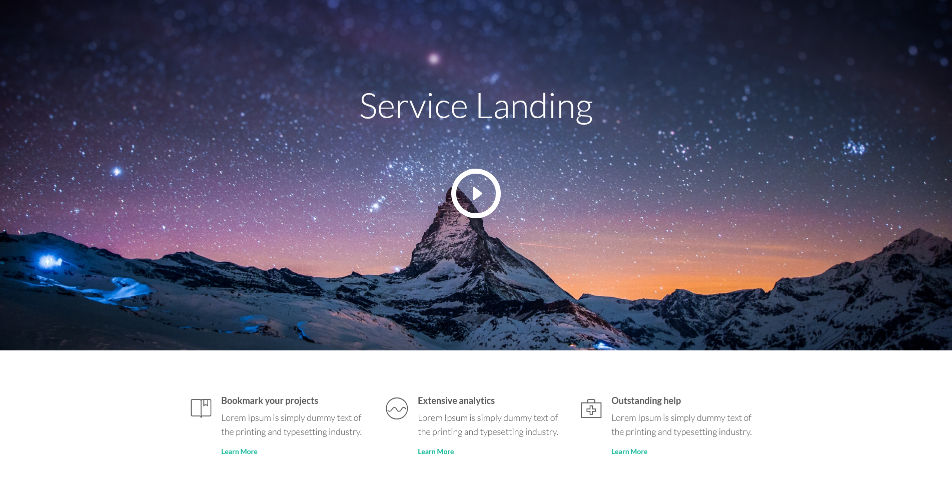 Service Landing
Bookmark your projects
Lorem Ipsum is simply dummy text of
the printing and typesetting industry.
Learn More
Extensive analytics
Lorem Ipsum is simply dummy text of
the printing and typesetting industry.
Learn More
Outstanding help
Lorem Ipsum is simply dummy text of
the printing and typesetting industry.
Learn More